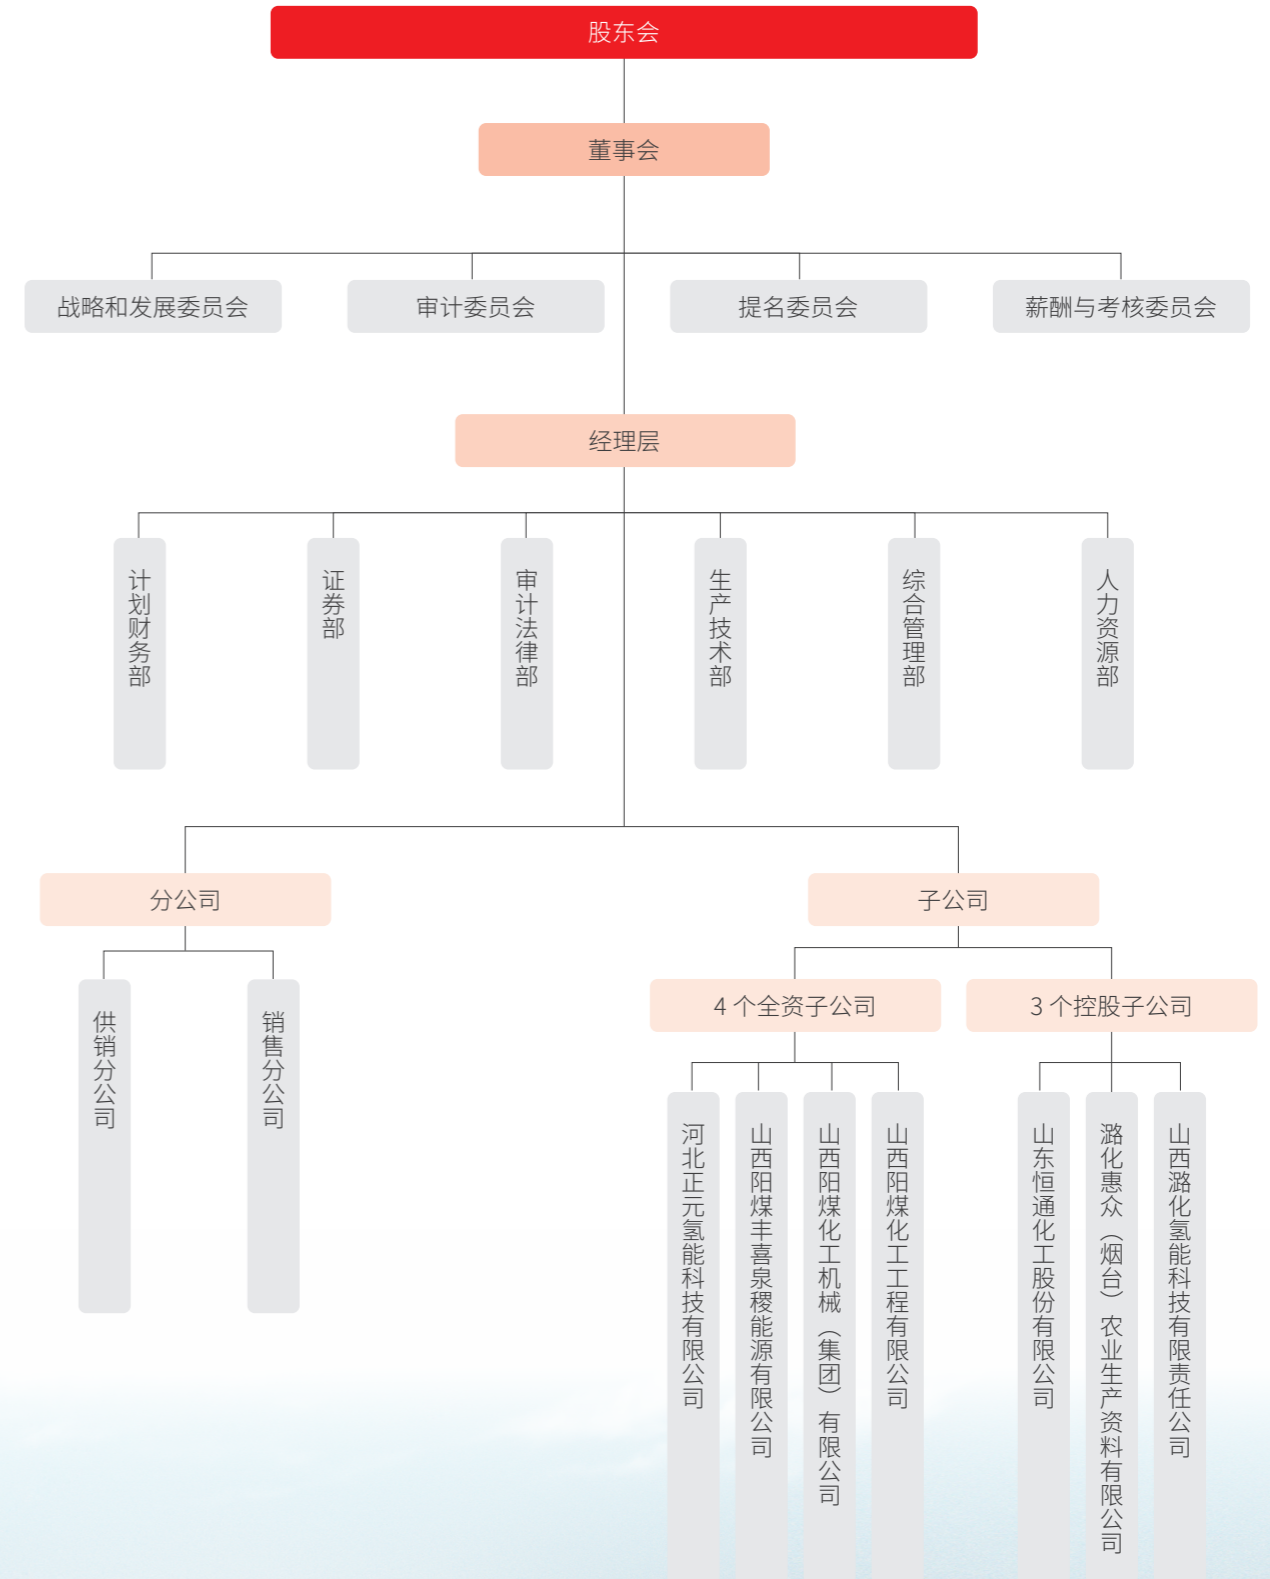 股东会
董事会
战略和发展委员会
审计委员会
提名委员会
薪酬与考核委员会
经理层
计划财务部
证券部
审计法律部
生产技术部
综合管理部
人力资源部
分公司
子公司
供销分公司
销售分公司
4 个全资子公司
3 个控股子公司
河北正元氢能科技有限公司
山西阳煤丰喜泉稷能源有限公司
山西阳煤化工机械（集团）有限公司
山西阳煤化工工程有限公司
山东恒通化工股份有限公司
潞化惠众（烟台）农业生产资料有限公司
山西潞化氢能科技有限责任公司